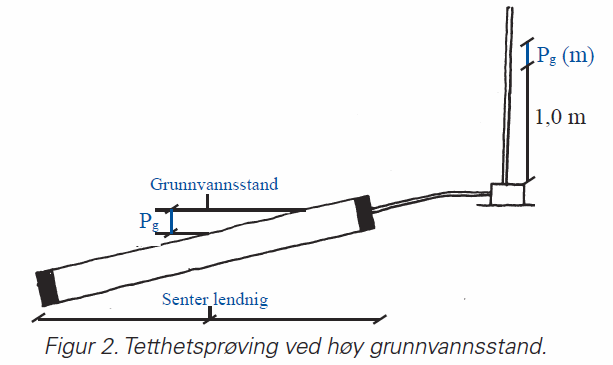 Pg (m)
1,0 m
Grunnvannsstand
Pg
Senter lendnig
Figur 2. Tetthetsprøving ved høy grunnvannsstand.